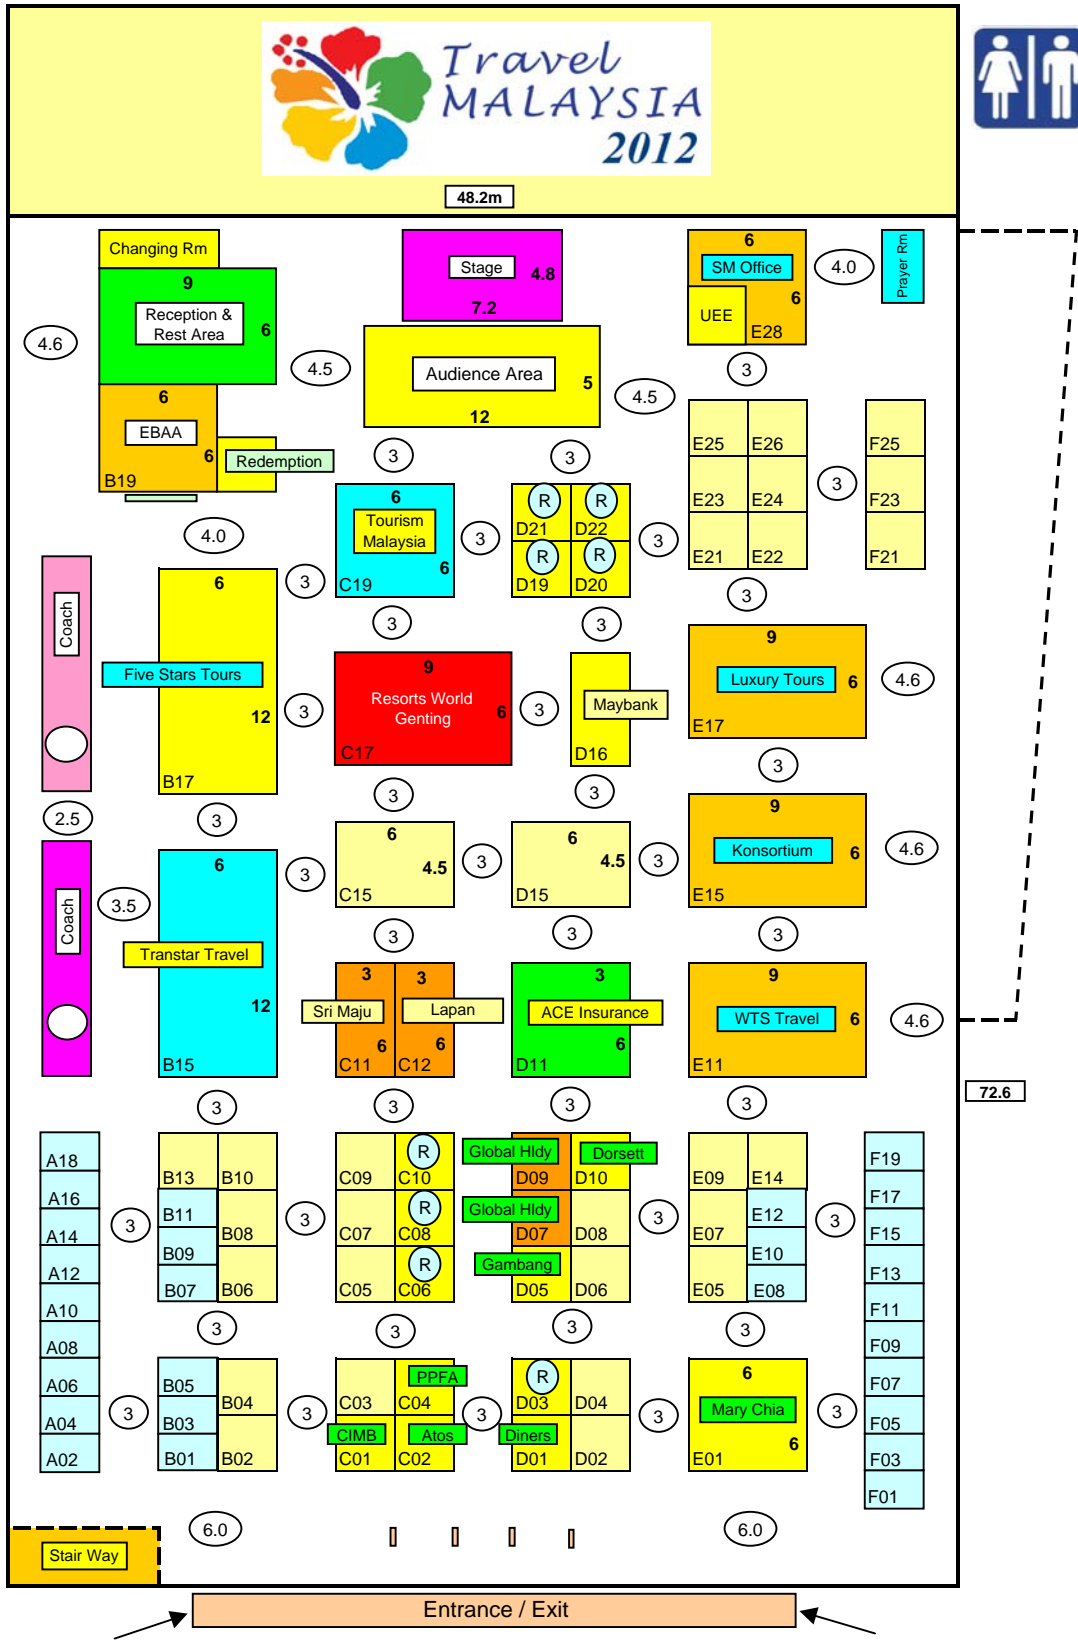 Travel
MALAYSIA
2012
48.2m
Changing Rm
Stage
4.8
7.2
6
SM Office
4.0
Prayer Rm
9
Reception &
Rest Area
6
6
UEE
E28
4.6
4.5
Audience Area
5
12
4.5
3
6
EBAA
6
Redemption
B19
3
3
E25
E26
F25
3
E23
E24
F23
E21
E22
F21
4.0
6
Tourism
Malaysia
6
C19
3
R
D21
R
D22
R
D19
R
D20
3
3
3
3
3
Coach
6
Five Stars Tours
12
B17
3
9
Resorts World
Genting
6
C17
3
Maybank
D16
9
Luxury Tours
6
E17
4.6
3
2.5
3
3
3
6
4.5
C15
3
6
4.5
D15
3
9
Konsortium
6
E15
4.6
3
3.5
Coach
6
Transtar Travel
12
B15
3
3
3
3
Sri Maju
6
C11
3
Lapan
6
C12
3
ACE Insurance
6
D11
9
WTS Travel
6
E11
4.6
72.6
3
3
3
3
A18
A16
A14
A12
A10
A08
A06
A04
A02
3
B13
B10
B11
B08
B09
B07
B06
3
C09
R
C10
C07
R
C08
C05
R
C06
Global Hldy
D09
Dorsett
D10
Global Hldy
D07
D08
Gambang
D05
D06
3
E09
E14
E12
E07
E10
E05
E08
3
F19
F17
F15
F13
F11
F09
F07
F05
F03
F01
3
3
3
3
3
B05
B04
B03
B01
B02
3
C03
PPFA
C04
CIMB
C01
Atos
C02
3
R
D03
D04
Diners
D01
D02
3
6
Mary Chia
6
E01
3
6.0
6.0
Stair Way
Entrance / Exit